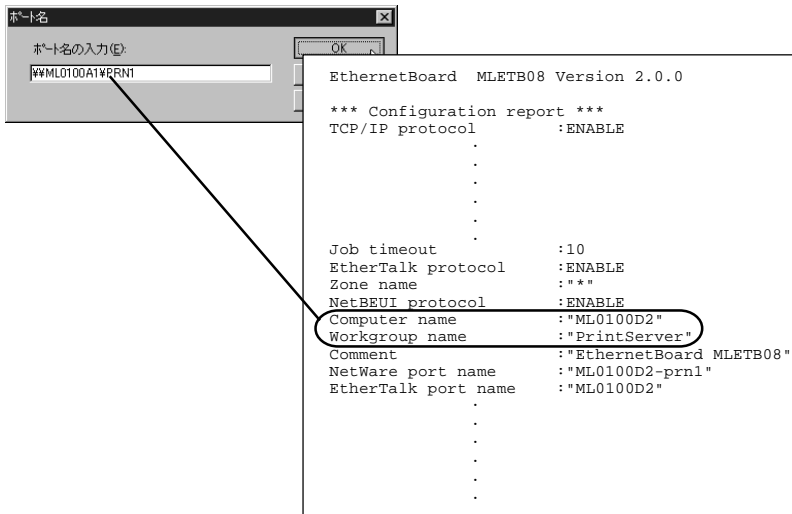 ポート名
ポート名の入力(E):
OK
¥¥ML0100A1¥PRN1
EthernetBoard MLETB08 Version 2.0.0
*** Configuration report ***
TCP/IP protocol :ENABLE
.
.
.
.
.
.
Job timeout :10
EtherTalk protocol :ENABLE
Zone name :"*"
NetBEUI protocol :ENABLE
Computer name :"ML0100D2"
Workgroup name :"PrintServer"
Comment :"EthernetBoard MLETB08"
NetWare port name :"ML0100D2-prn1"
EtherTalk port name :"ML0100D2"
.
.
.
.
.
.